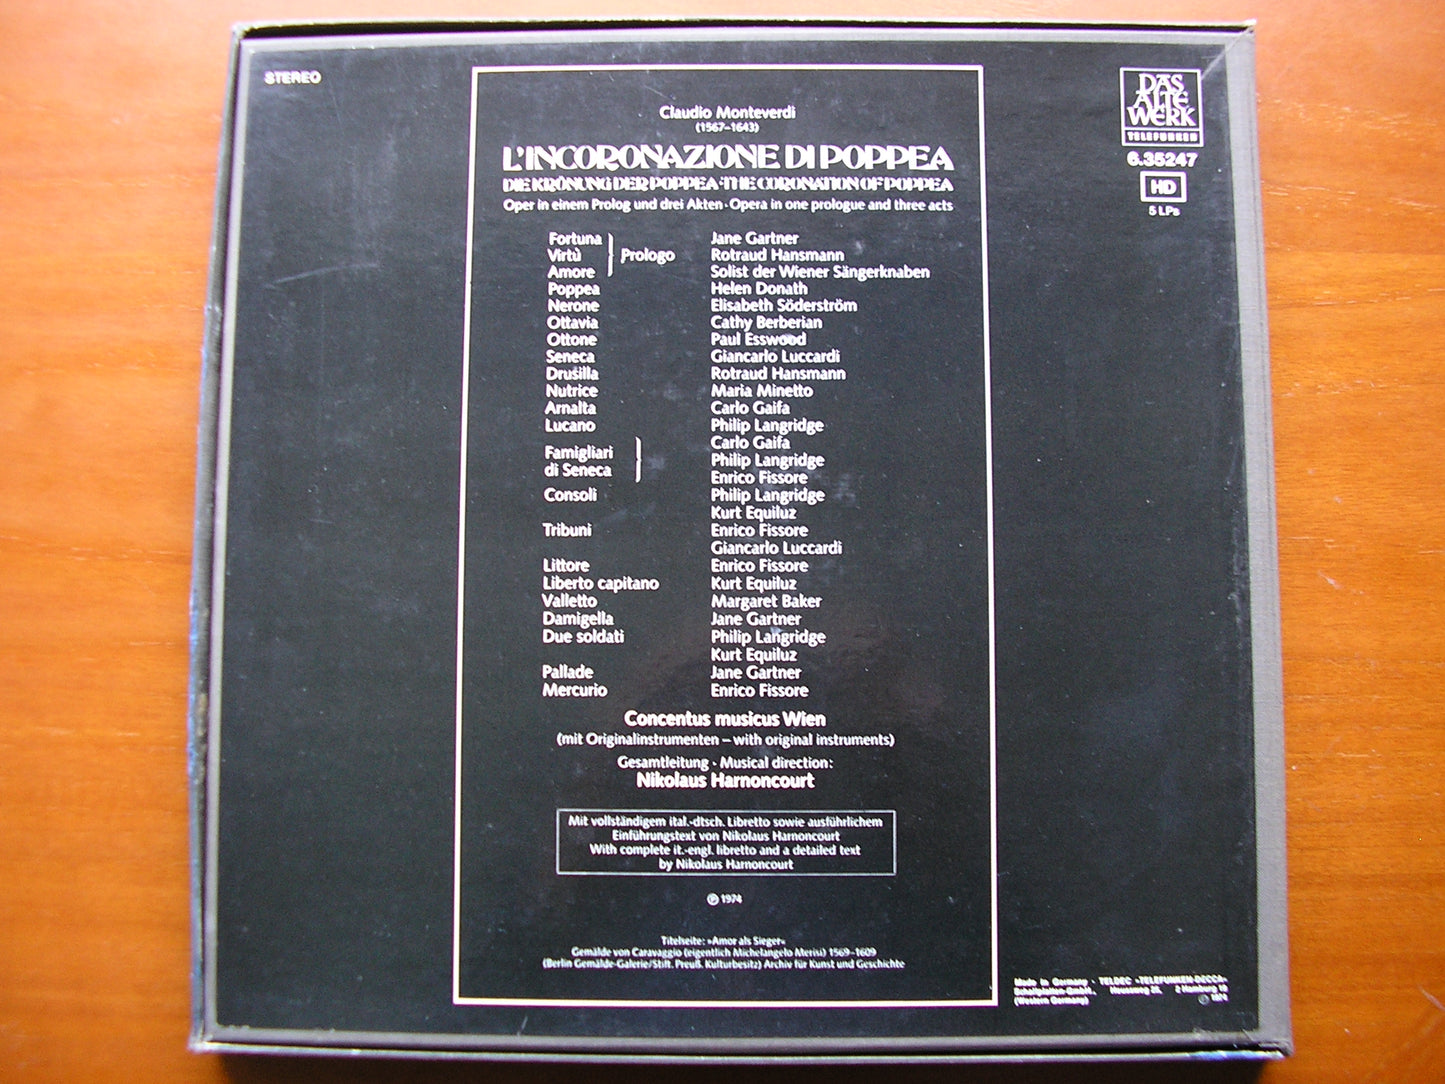 STEREO
DAS
ALTE
WERK
TELEFUNKEN
6.35247
HD
5 LPs
Claudio Monteverdi
(1567–1643)
L'INCORONAZIONE DI POPPEA
DIE KRÖNUNG DER POPPEA · THE CORONATION OF POPPEA
Oper in einem Prolog und drei Akten · Opera in one prologue and three acts
Fortuna Jane Gartner
Virtù Prologo Rotraud Hansmann
Amore Solist der Wiener Sängerknaben
Poppea Helen Donath
Nerone Elisabeth Söderström
Ottavia Cathy Berberian
Ottone Paul Esswood
Seneca Giancarlo Luccardi
Drusilla Rotraud Hansmann
Nutrice Maria Minetto
Arnalta Carlo Gaifa
Lucano Philip Langridge
Famigliari di Seneca Carlo Gaifa
Philip Langridge
Enrico Fissore
Consoli Philip Langridge
Kurt Equiluz
Tribuni Enrico Fissore
Giancarlo Luccardi
Littore Enrico Fissore
Liberto capitano Kurt Equiluz
Valletto Margaret Baker
Damigella Jane Gartner
Due soldati Philip Langridge
Kurt Equiluz
Pallade Jane Gartner
Mercurio Enrico Fissore
Concentus musicus Wien
(mit Originalinstrumenten – with original instruments)
Gesamtleitung · Musical direction:
Nikolaus Harnoncourt
Mit vollständigem ital.-dtsch. Libretto sowie ausführlichem
Einführungstext von Nikolaus Harnoncourt
With complete it.-engl. libretto and a detailed text
by Nikolaus Harnoncourt
℗ 1974
Titelseite: »Amor als Sieger«
Gemälde von Caravaggio (eigentlich Michelangelo Merisi) 1569–1609
(Berlin Gemälde-Galerie/Stift. Preuß. Kulturbesitz) Archiv für Kunst und Geschichte
Made in Germany · TELDEC »TELEFUNKEN-DECCA«
Schallplatten-GmbH., Heussweg 25, 2 Hamburg 19
(Western Germany) ℗ 1974